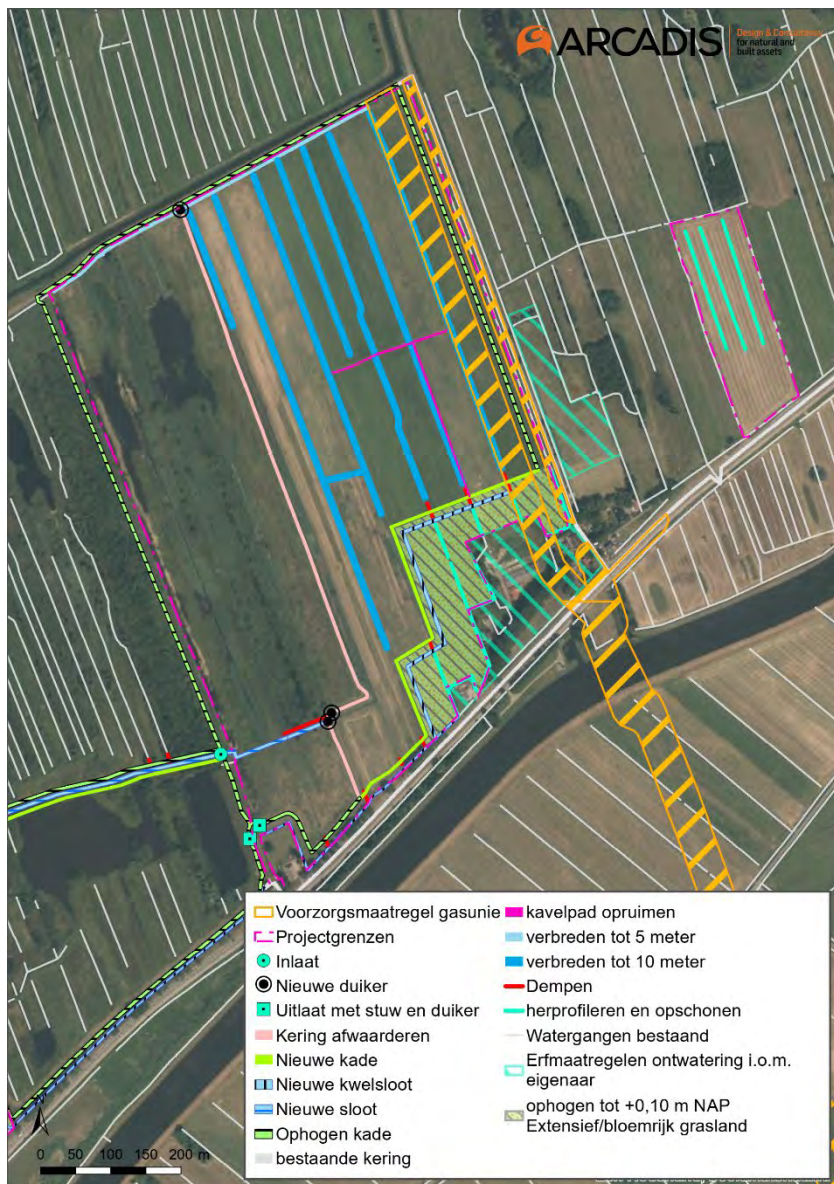 ARCADIS
Design & Consultancy
for natural and
built assets
Voorzorgsmaatregel gasunie
Projectgrenzen
Inlaat
Nieuwe duiker
Uitlaat met stuw en duiker
Kering afwaarderen
Nieuwe kade
Nieuwe kwelsloot
Nieuwe sloot
Ophogen kade
bestaande kering
kavelpad opruimen
verbreden tot 5 meter
verbreden tot 10 meter
Dempen
herprofileren en opschonen
Watergangen bestaand
Erfmaatregelen ontwatering i.o.m.
eigenaar
ophogen tot +0,10 m NAP
Extensief/bloemrijk grasland
0 50 100 150 200 m